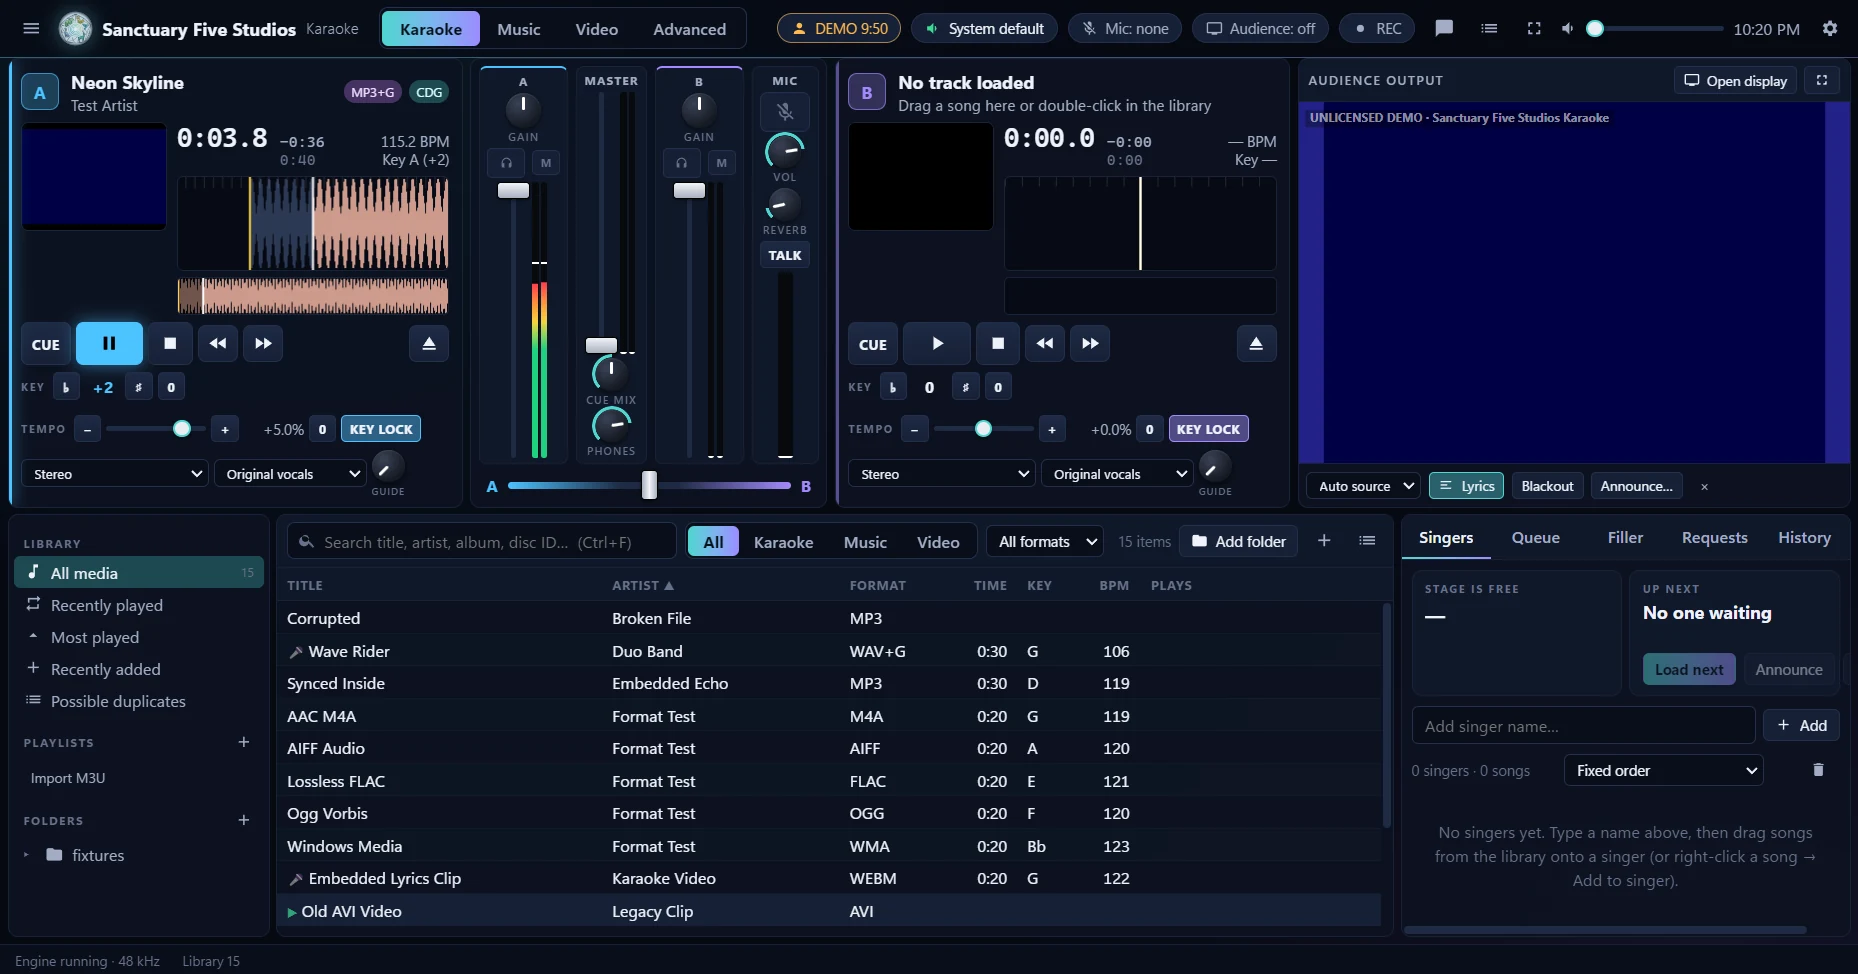 Sanctuary Five Studios Karaoke
Karaoke Music Video Advanced
DEMO 9:50 System default Mic: none Audience: off REC 10:20 PM
A Neon Skyline MP3+G CDG
Test Artist
0:03.8 −0:36 115.2 BPM
0:40 Key A (+2)
CUE
KEY ♭ +2 ♯ 0
TEMPO – + +5.0% 0 KEY LOCK
Stereo Original vocals
GUIDE
A MASTER B MIC
GAIN GAIN
M M
VOL
REVERB
TALK
CUE MIX
PHONES
A B
B No track loaded
Drag a song here or double-click in the library
0:00.0 −0:00 — BPM
0:00 Key —
CUE
KEY ♭ 0 ♯ 0
TEMPO – + +0.0% 0 KEY LOCK
Stereo Original vocals
GUIDE
AUDIENCE OUTPUT Open display
UNLICENSED DEMO · Sanctuary Five Studios Karaoke
Auto source Lyrics Blackout Announce... ×
LIBRARY
All media 15
Recently played
Most played
Recently added
Possible duplicates
PLAYLISTS +
Import M3U
FOLDERS +
fixtures
Search title, artist, album, disc ID... (Ctrl+F) All Karaoke Music Video All formats 15 items Add folder +
TITLE ARTIST ▲ FORMAT TIME KEY BPM PLAYS
Corrupted Broken File MP3
Wave Rider Duo Band WAV+G 0:30 G 106
Synced Inside Embedded Echo MP3 0:30 D 119
AAC M4A Format Test M4A 0:20 G 119
AIFF Audio Format Test AIFF 0:20 A 120
Lossless FLAC Format Test FLAC 0:20 E 121
Ogg Vorbis Format Test OGG 0:20 F 120
Windows Media Format Test WMA 0:20 Bb 123
Embedded Lyrics Clip Karaoke Video WEBM 0:20 G 122
Old AVI Video Legacy Clip AVI
Singers Queue Filler Requests History
STAGE IS FREE
—
UP NEXT
No one waiting
Load next Announce
Add singer name... + Add
0 singers · 0 songs Fixed order
No singers yet. Type a name above, then drag songs
from the library onto a singer (or right-click a song →
Add to singer).
Engine running · 48 kHz Library 15